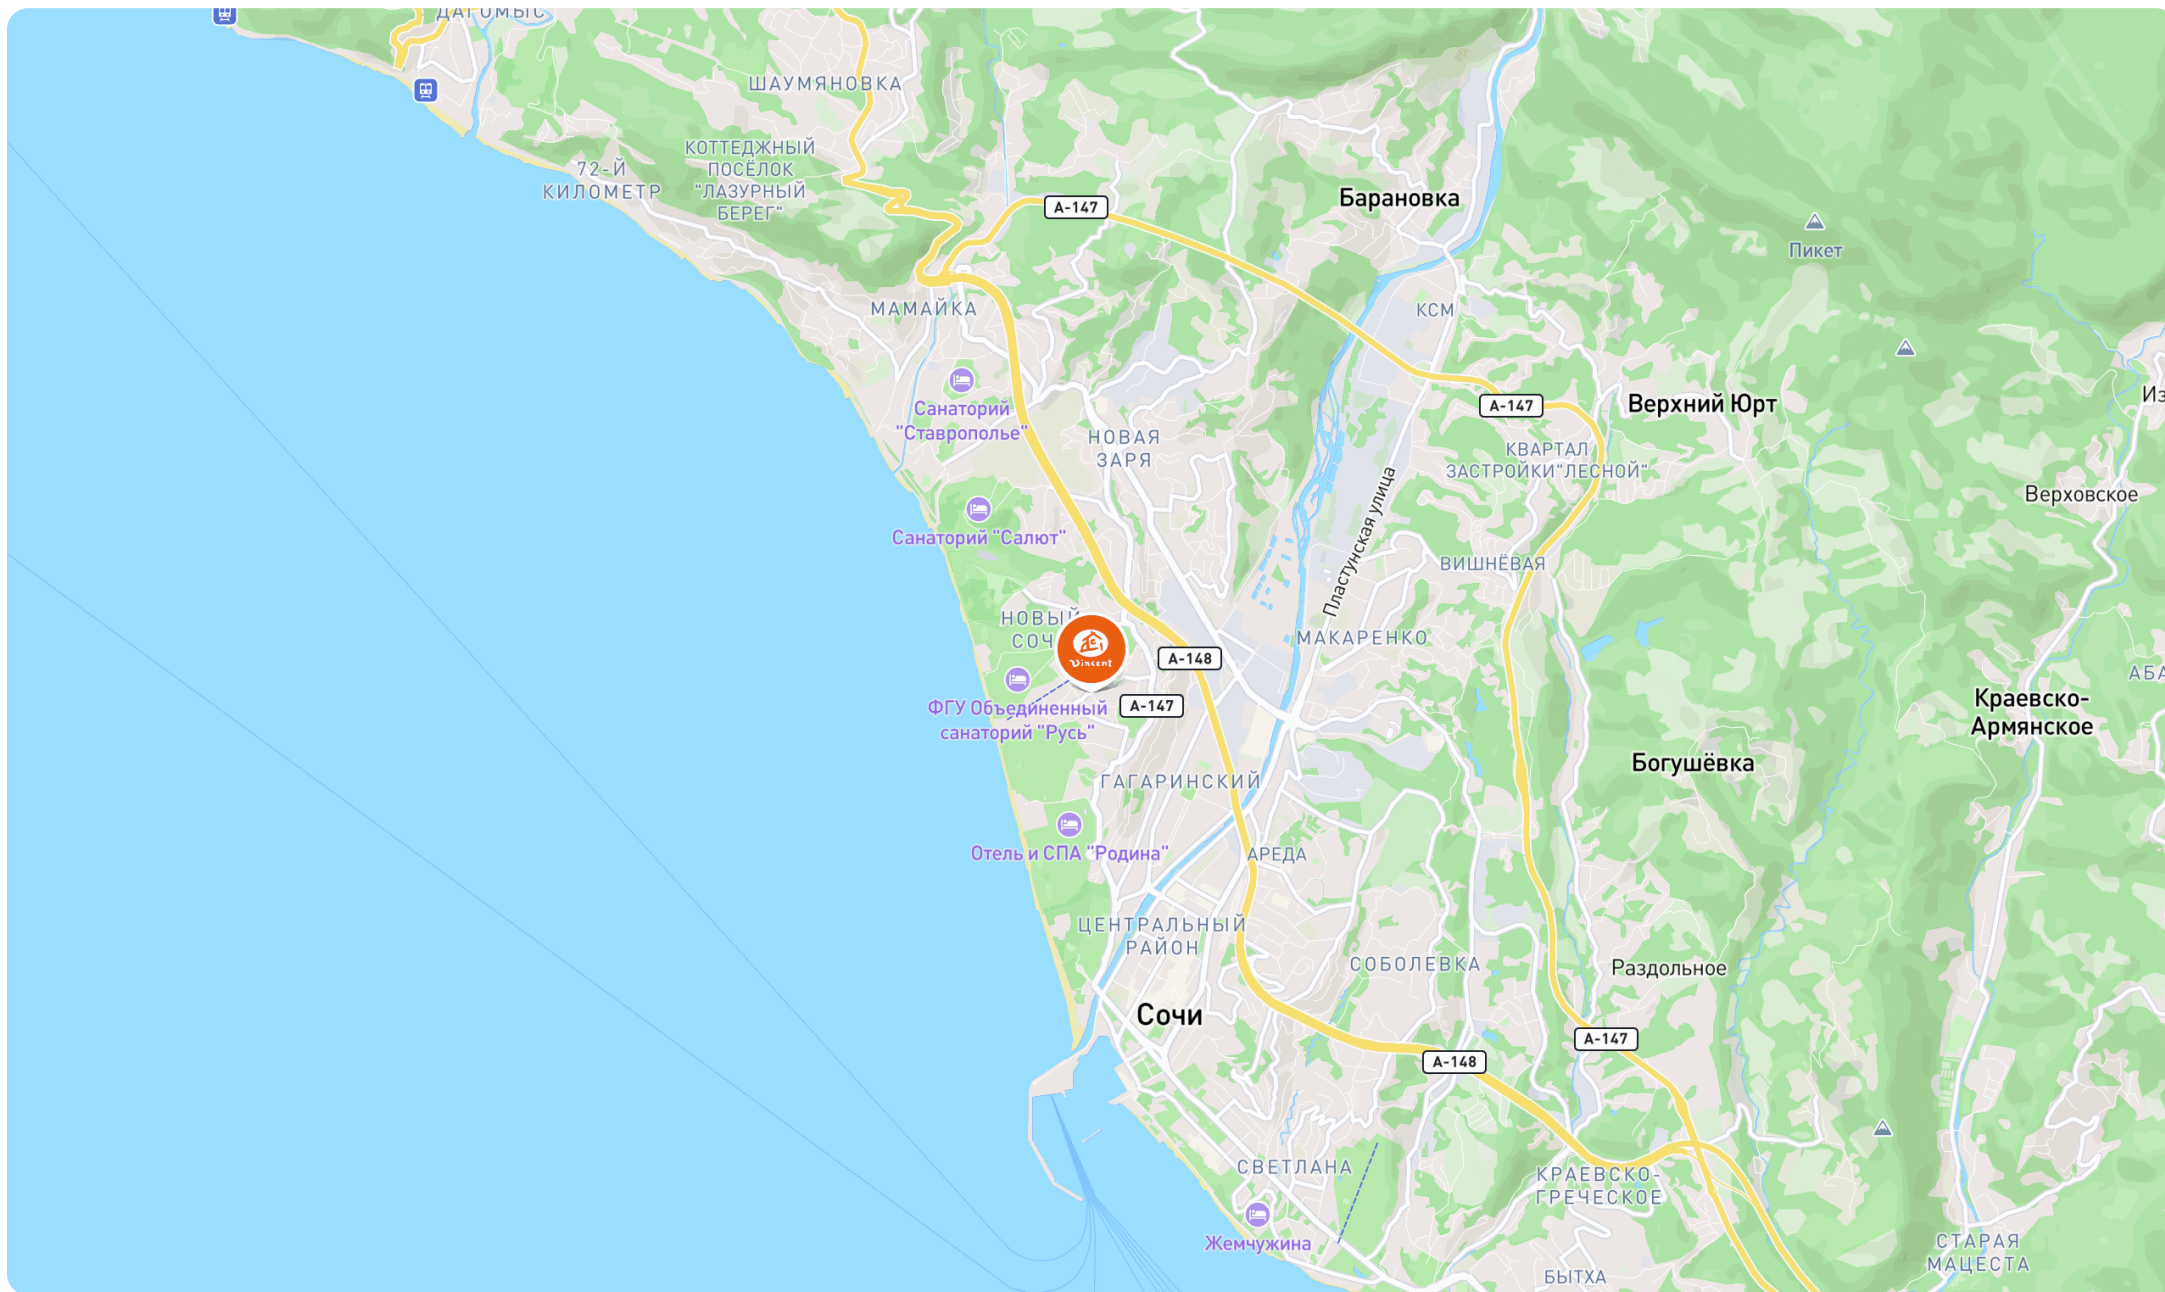 ДАГОМЫС
ШАУМЯНОВКА
КОТТЕДЖНЫЙ
ПОСЁЛОК
"ЛАЗУРНЫЙ
БЕРЕГ"
72-Й
КИЛОМЕТР
А-147
Барановка
Пикет
МАМАЙКА
КСМ
Санаторий
"Ставрополье"
НОВАЯ
ЗАРЯ
А-147
Верхний Юрт
Из
КВАРТАЛ
ЗАСТРОЙКИ"ЛЕСНОЙ"
Верховское
Пластунская улица
Санаторий "Салют"
ВИШНЁВАЯ
НОВЫЙ
СОЧ
Vincent
МАКАРЕНКО
А-148
А-147
ФГУ Объединенный
санаторий "Русь"
АБА
Краевско-
Армянское
Богушёвка
ГАГАРИНСКИЙ
Отель и СПА "Родина"
АРЕДА
ЦЕНТРАЛЬНЫЙ
РАЙОН
СОБОЛЕВКА
Раздольное
Сочи
А-147
А-148
СВЕТЛАНА
КРАЕВСКО-
ГРЕЧЕСКОЕ
Жемчужина
СТАРАЯ
МАЦЕСТА
БЫТХА